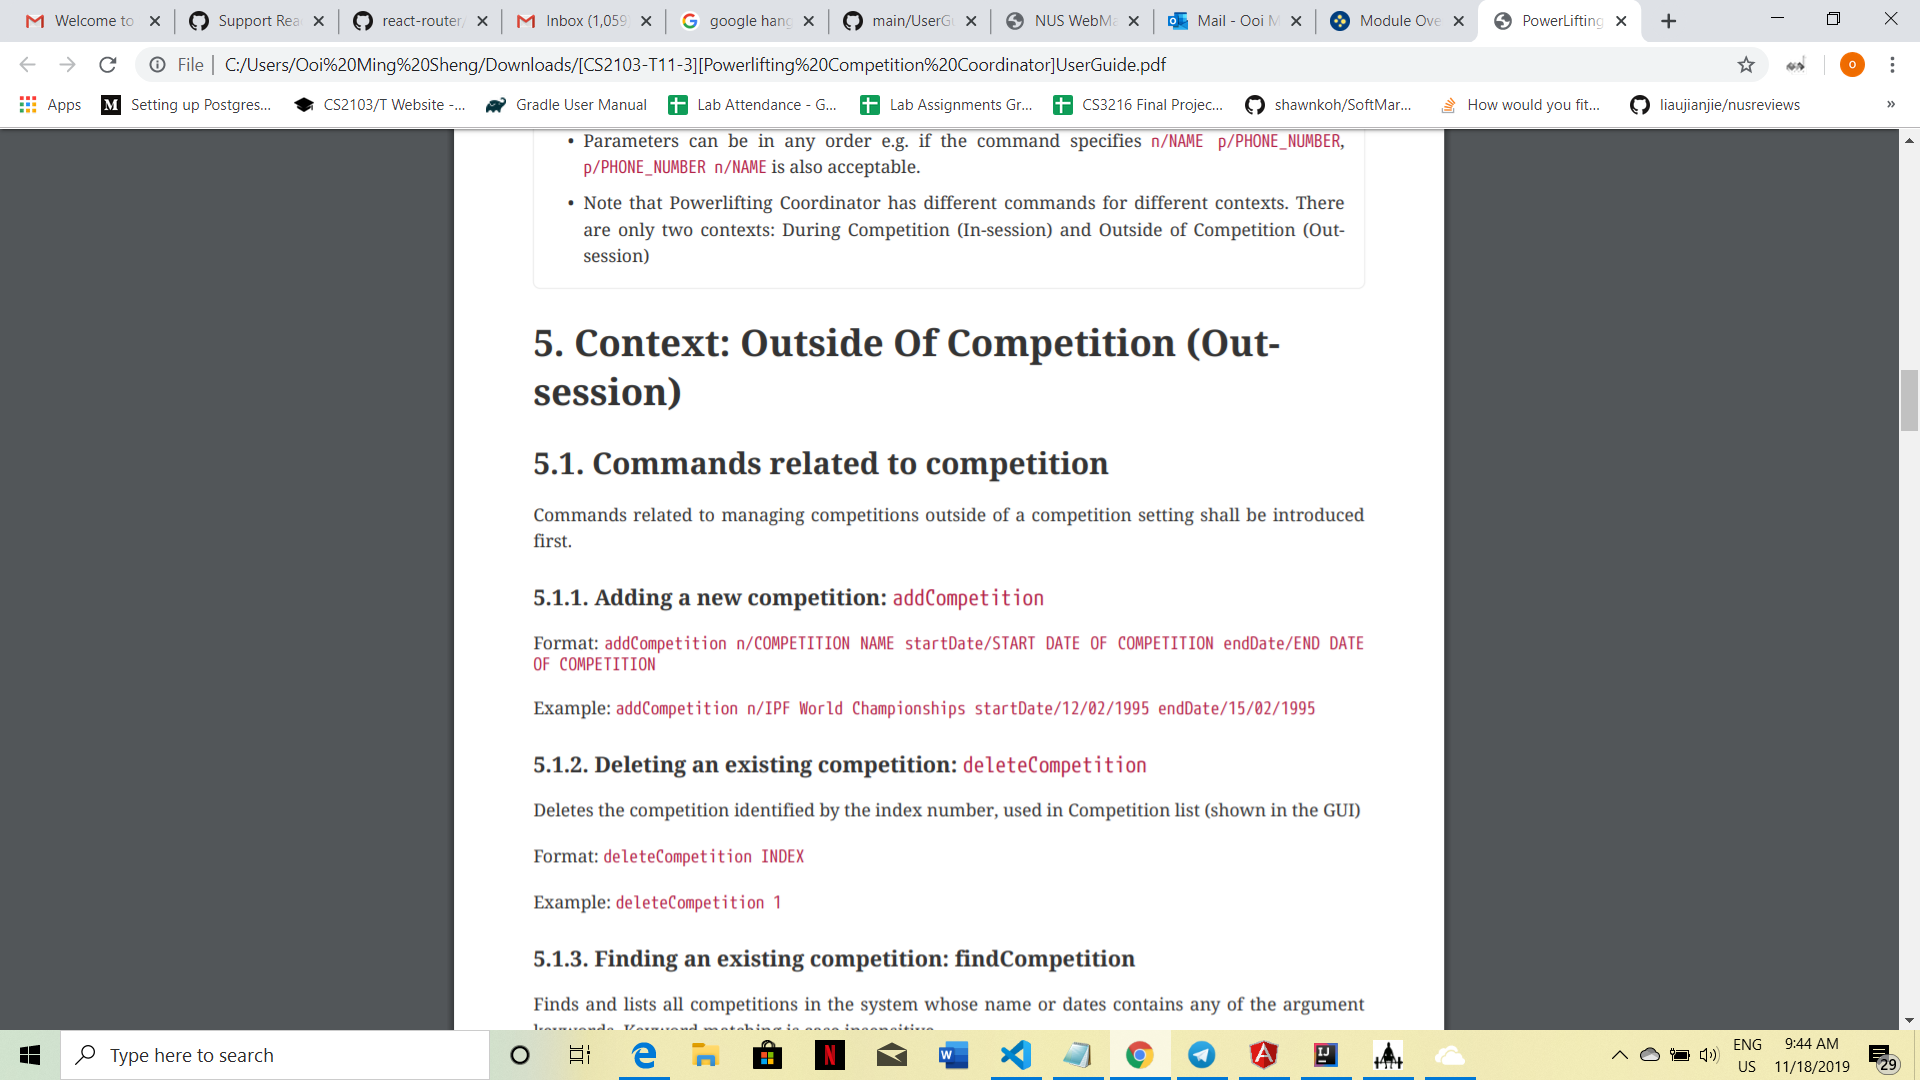 Welcome to
Support Rea
react-router/
Inbox (1,059
google hang
main/UserGu
NUS WebMa
Mail - Ooi M
Module Ove
PowerLifting
File
C:/Users/Ooi%20Ming%20Sheng/Downloads/[CS2103-T11-3][Powerlifting%20Competition%20Coordinator]UserGuide.pdf
o
Apps
Setting up Postgres...
CS2103/T Website -...
Gradle User Manual
Lab Attendance - G...
Lab Assignments Gr...
CS3216 Final Projec...
shawnkoh/SoftMar...
How would you fit...
liaujianjie/nusreviews
»
• Parameters can be in any order e.g. if the command specifies n/NAME p/PHONE_NUMBER,
p/PHONE_NUMBER n/NAME is also acceptable.
• Note that Powerlifting Coordinator has different commands for different contexts. There
are only two contexts: During Competition (In-session) and Outside of Competition (Out-
session)
5. Context: Outside Of Competition (Out-
session)
5.1. Commands related to competition
Commands related to managing competitions outside of a competition setting shall be introduced
first.
5.1.1. Adding a new competition: addCompetition
Format: addCompetition n/COMPETITION NAME startDate/START DATE OF COMPETITION endDate/END DATE
OF COMPETITION
Example: addCompetition n/IPF World Championships startDate/12/02/1995 endDate/15/02/1995
5.1.2. Deleting an existing competition: deleteCompetition
Deletes the competition identified by the index number, used in Competition list (shown in the GUI)
Format: deleteCompetition INDEX
Example: deleteCompetition 1
5.1.3. Finding an existing competition: findCompetition
Finds and lists all competitions in the system whose name or dates contains any of the argument
keywords. Keyword matching is case insensitive
Type here to search
ENG
US
9:44 AM
11/18/2019
29